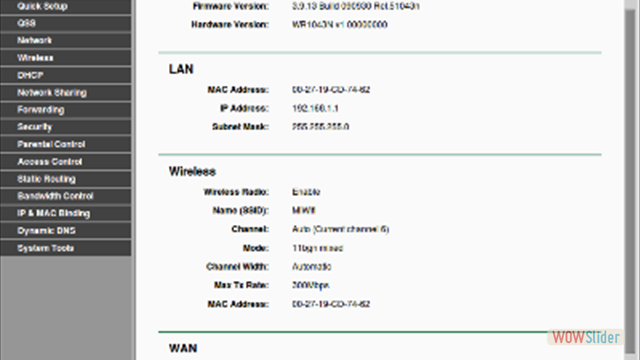 Quick Setup
QSS
Network
Wireless
DHCP
Network Sharing
Forwarding
Security
Parental Control
Access Control
Static Routing
Bandwidth Control
IP & MAC Binding
Dynamic DNS
System Tools
Firmware Version: 3.9.13 Build 090930 Rel.51043n
Hardware Version: WR1043N v1 00000000
LAN
MAC Address: 00-27-19-CD-74-62
IP Address: 192.168.1.1
Subnet Mask: 255.255.255.0
Wireless
Wireless Radio: Enable
Name (SSID):
Channel: Auto (Current channel 6)
Mode: 11bgn mixed
Channel Width: Automatic
Max Tx Rate: 300Mbps
MAC Address: 00-27-19-CD-74-62
WAN
WOWSlider